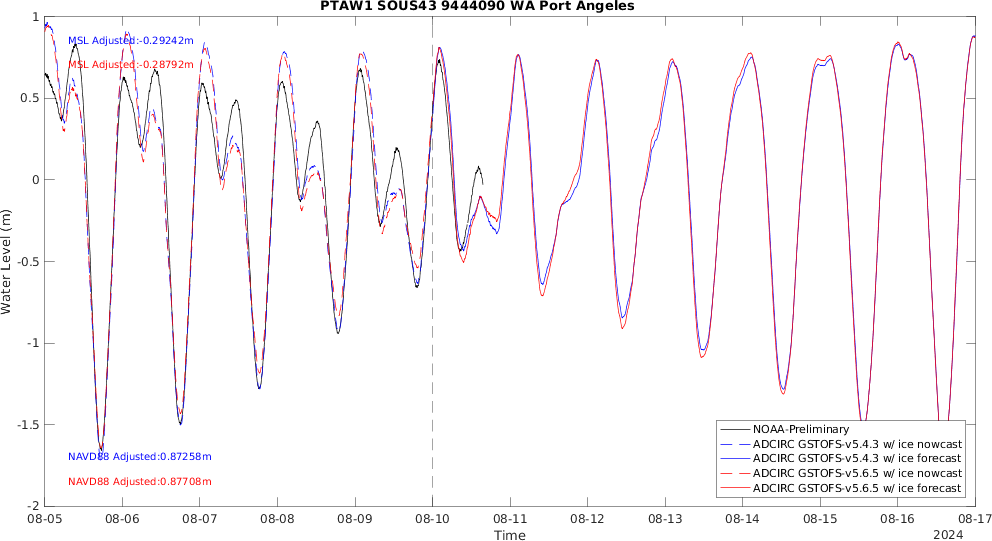 PTAW1 SOUS43 9444090 WA Port Angeles
1
MSL Adjusted:-0.29242m
MSL Adjusted:-0.28792m
0.5
0
Water Level (m)
-0.5
-1
-1.5
NAVD88 Adjusted:0.87258m
NAVD88 Adjusted:0.87708m
-2
NOAA-Preliminary
ADCIRC GSTOFS-v5.4.3 w/ ice nowcast
ADCIRC GSTOFS-v5.4.3 w/ ice forecast
ADCIRC GSTOFS-v5.6.5 w/ ice nowcast
ADCIRC GSTOFS-v5.6.5 w/ ice forecast
08-05 08-06 08-07 08-08 08-09 08-10 08-11 08-12 08-13 08-14 08-15 08-16 08-17
Time
2024